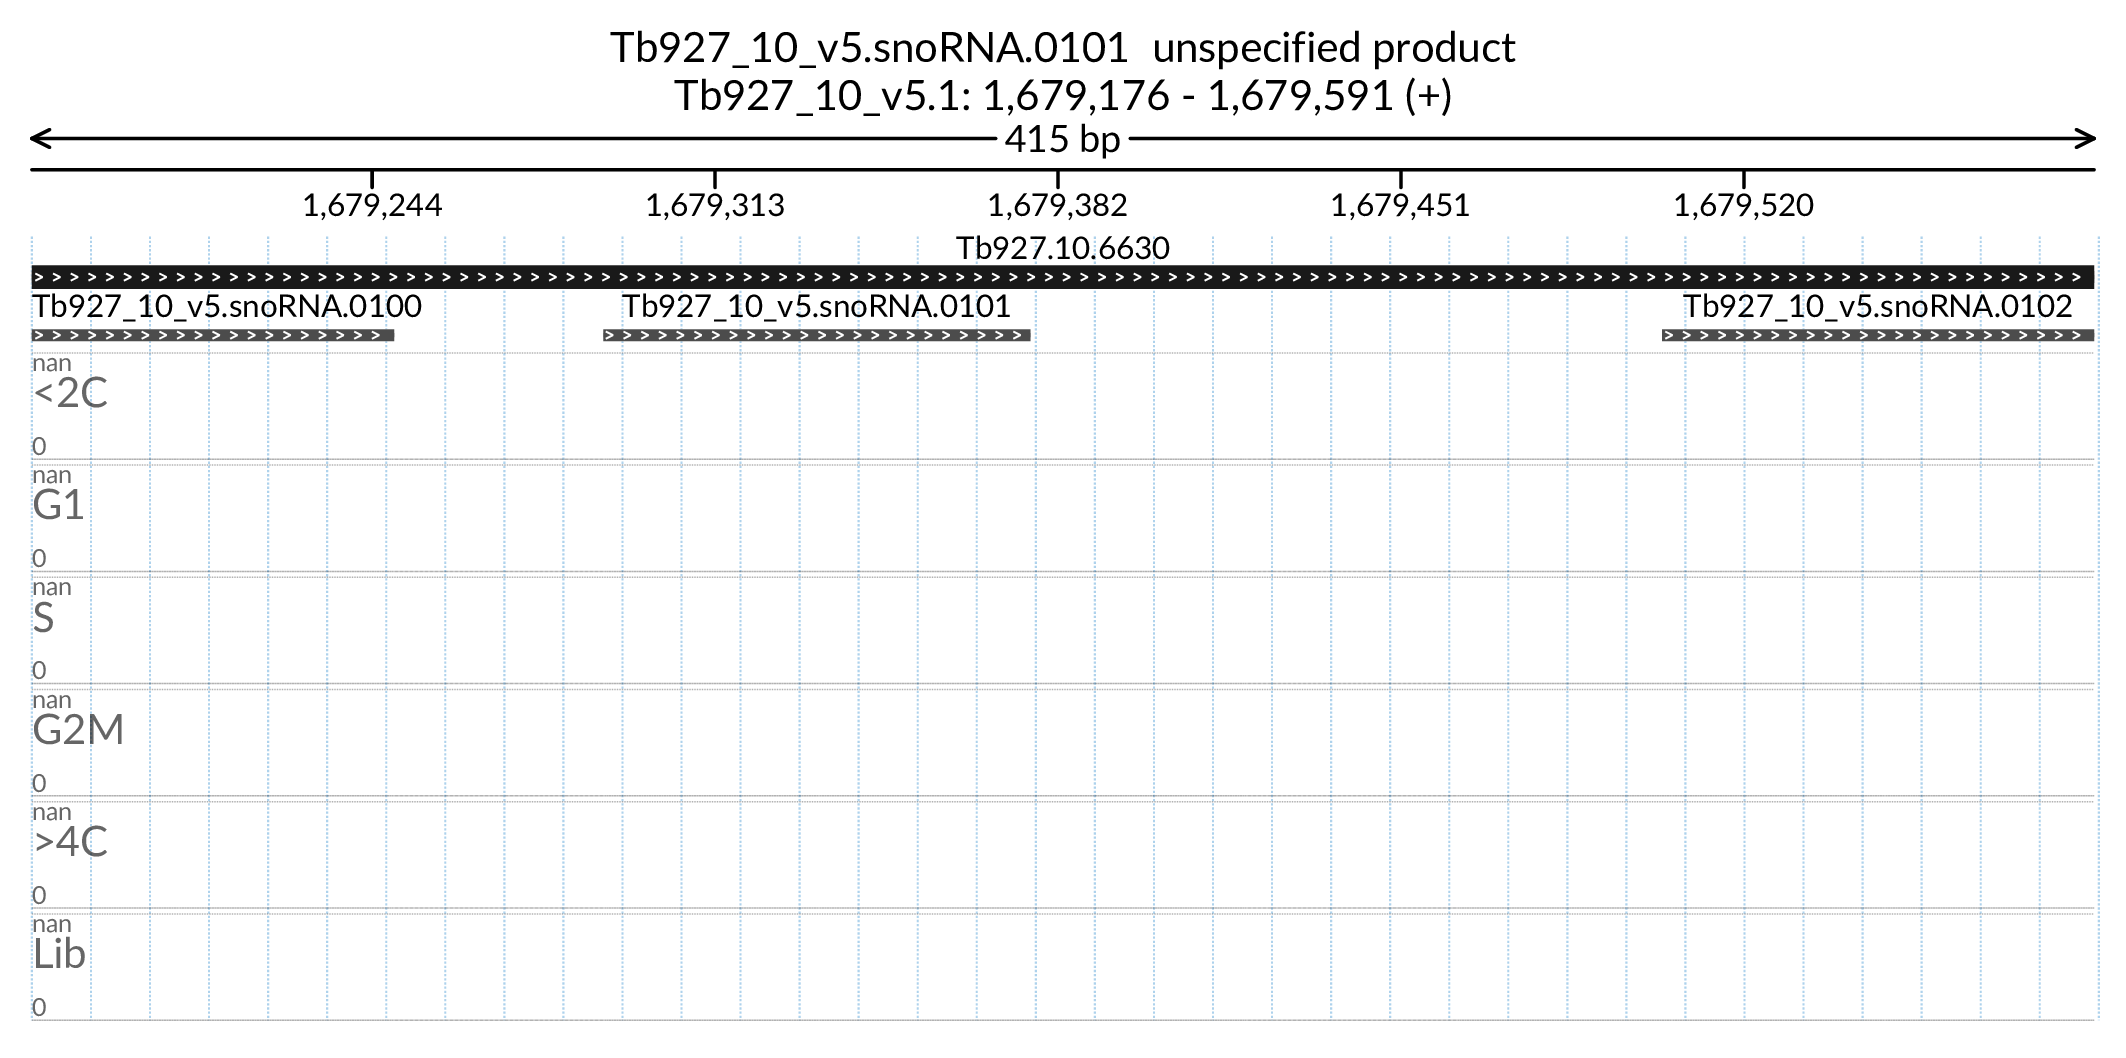 Tb927_10_v5.snoRNA.0101  unspecified product
Tb927_10_v5.1: 1,679,176 - 1,679,591 (+)
415 bp
1,679,244 1,679,313 1,679,382 1,679,451 1,679,520
Tb927.10.6630
Tb927_10_v5.snoRNA.0100 Tb927_10_v5.snoRNA.0101 Tb927_10_v5.snoRNA.0102
nan
<2C
0
nan
G1
0
nan
S
0
nan
G2M
0
nan
>4C
0
nan
Lib
0